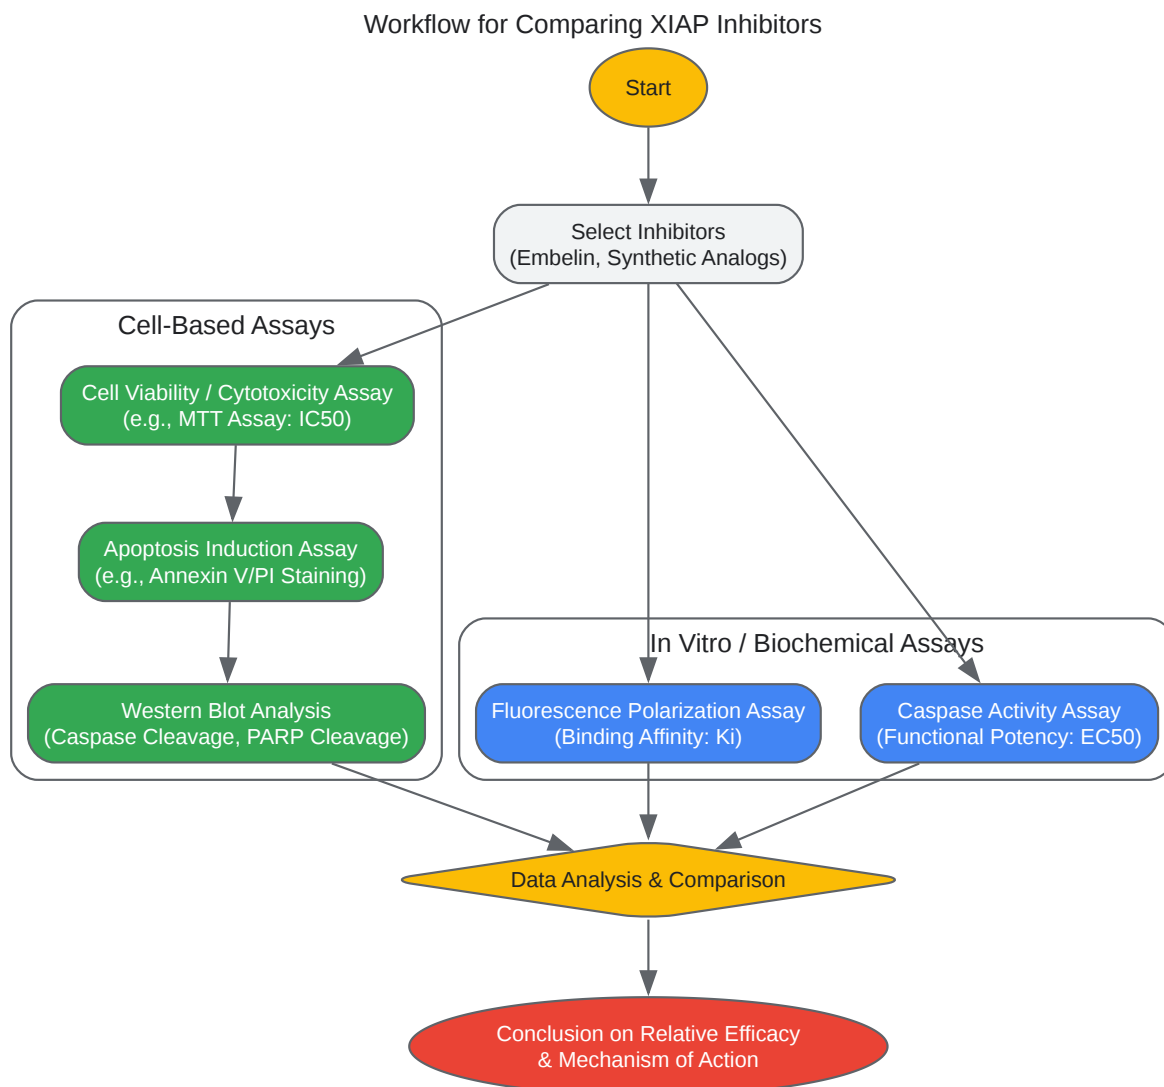 Workflow for Comparing XIAP Inhibitors
Start
Select Inhibitors
(Embelin, Synthetic Analogs)
Cell-Based Assays
Cell Viability / Cytotoxicity Assay
(e.g., MTT Assay: IC50)
Apoptosis Induction Assay
(e.g., Annexin V/PI Staining)
Western Blot Analysis
(Caspase Cleavage, PARP Cleavage)
In Vitro / Biochemical Assays
Fluorescence Polarization Assay
(Binding Affinity: Ki)
Caspase Activity Assay
(Functional Potency: EC50)
Data Analysis & Comparison
Conclusion on Relative Efficacy
& Mechanism of Action